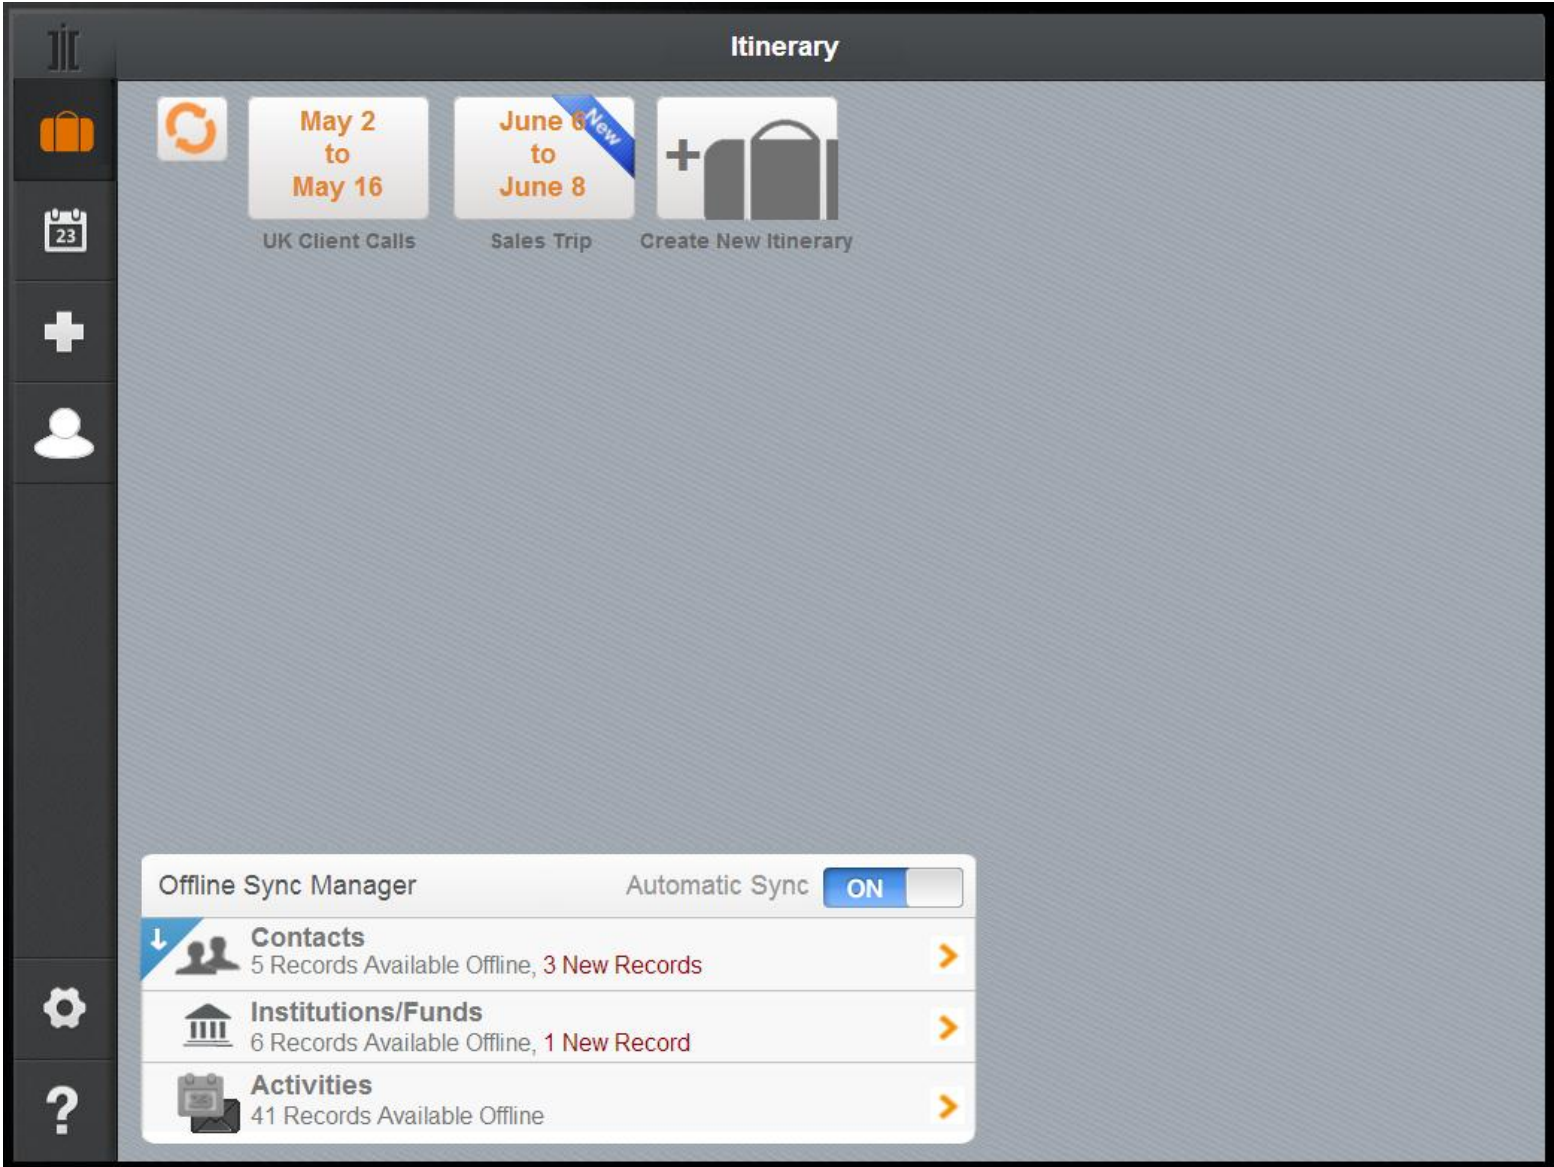 Itinerary
May 2
to
May 16
June 6
to
June 8
New
UK Client Calls
Sales Trip
Create New Itinerary
23
Offline Sync Manager
Automatic Sync
ON
Contacts
5 Records Available Offline, 3 New Records
Institutions/Funds
6 Records Available Offline, 1 New Record
Activities
41 Records Available Offline
?